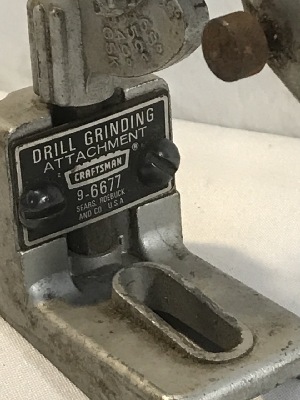 DRILL GRINDING
ATTACHMENT
CRAFTSMAN
9-6677
SEARS, ROEBUCK
AND CO. U.S.A.